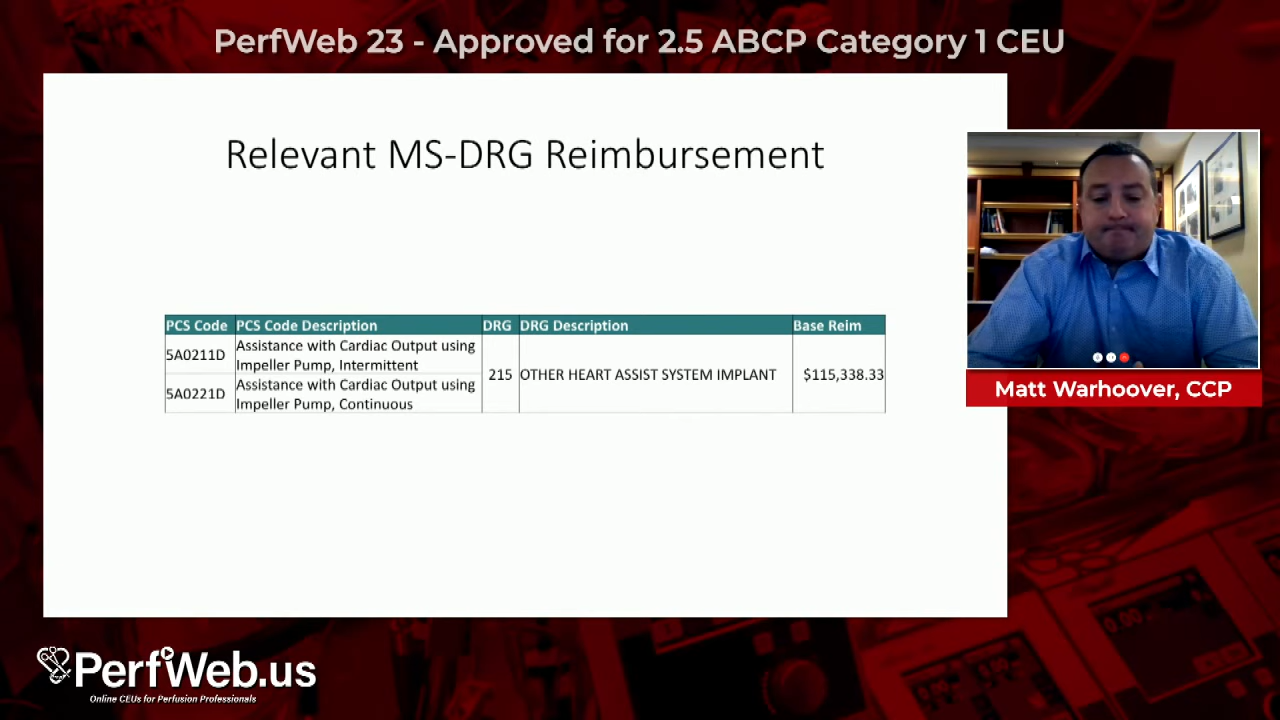 PerfWeb 23 - Approved for 2.5 ABCP Category 1 CEU
Relevant MS-DRG Reimbursement
PCS Code PCS Code Description DRG DRG Description Base Reim
5A0211D Assistance with Cardiac Output using
Impeller Pump, Intermittent
215 OTHER HEART ASSIST SYSTEM IMPLANT $115,338.33
5A0221D Assistance with Cardiac Output using
Impeller Pump, Continuous
Matt Warhoover, CCP
PerfWeb.us
Online CEUs for Perfusion Professionals